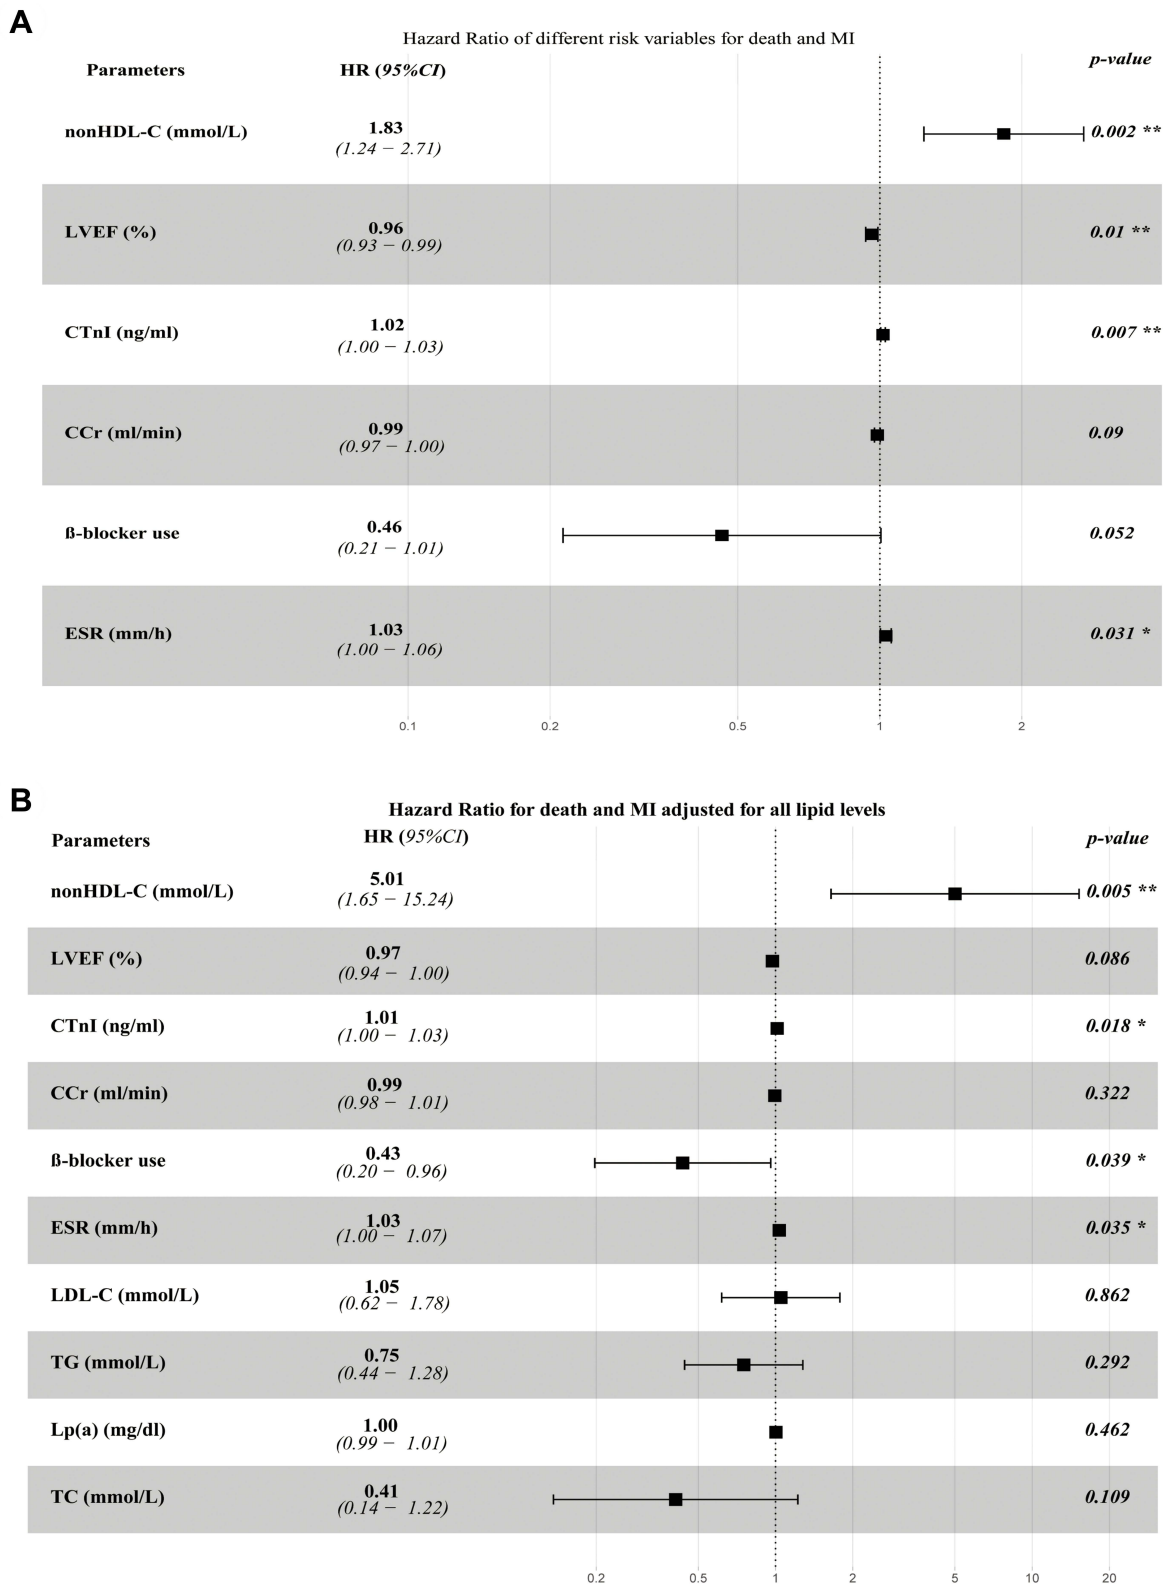 A
Hazard Ratio of different risk variables for death and MI
Parameters HR (95%CI) p-value
nonHDL-C (mmol/L) 1.83 0.002 **
(1.24 − 2.71)
LVEF (%) 0.96 0.01 **
(0.93 − 0.99)
CTnI (ng/ml) 1.02 0.007 **
(1.00 − 1.03)
CCr (ml/min) 0.99 0.09
(0.97 − 1.00)
ß-blocker use 0.46 0.052
(0.21 − 1.01)
ESR (mm/h) 1.03 0.031 *
(1.00 − 1.06)
0.1 0.2 0.5 1 2
B
Hazard Ratio for death and MI adjusted for all lipid levels
Parameters HR (95%CI) p-value
nonHDL-C (mmol/L) 5.01 0.005 **
(1.65 − 15.24)
LVEF (%) 0.97 0.086
(0.94 − 1.00)
CTnI (ng/ml) 1.01 0.018 *
(1.00 − 1.03)
CCr (ml/min) 0.99 0.322
(0.98 − 1.01)
ß-blocker use 0.43 0.039 *
(0.20 − 0.96)
ESR (mm/h) 1.03 0.035 *
(1.00 − 1.07)
LDL-C (mmol/L) 1.05 0.862
(0.62 − 1.78)
TG (mmol/L) 0.75 0.292
(0.44 − 1.28)
Lp(a) (mg/dl) 1.00 0.462
(0.99 − 1.01)
TC (mmol/L) 0.41 0.109
(0.14 − 1.22)
0.2 0.5 1 2 5 10 20